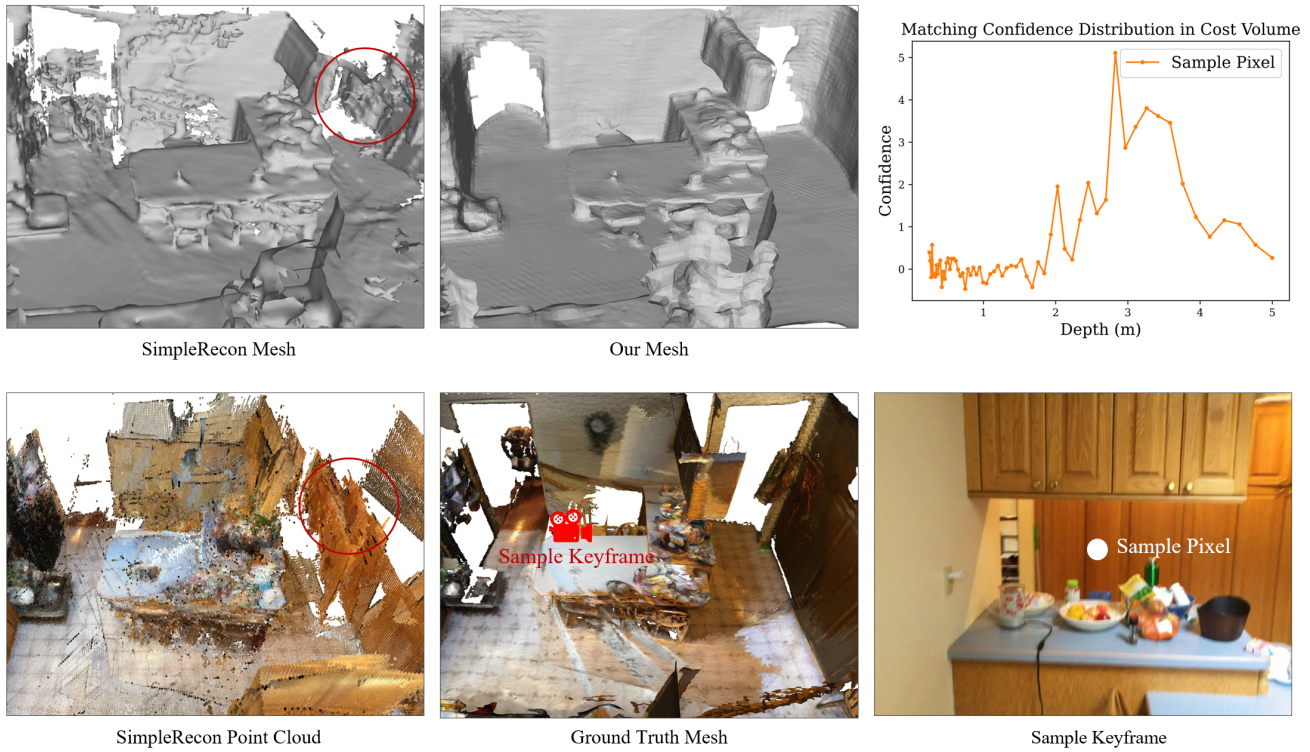 Matching Confidence Distribution in Cost Volume
Sample Pixel
5
4
3
2
1
0
Confidence
1
2
3
4
5
Depth (m)
SimpleRecon Mesh
Our Mesh
Sample Keyframe
Sample Pixel
SimpleRecon Point Cloud
Ground Truth Mesh
Sample Keyframe